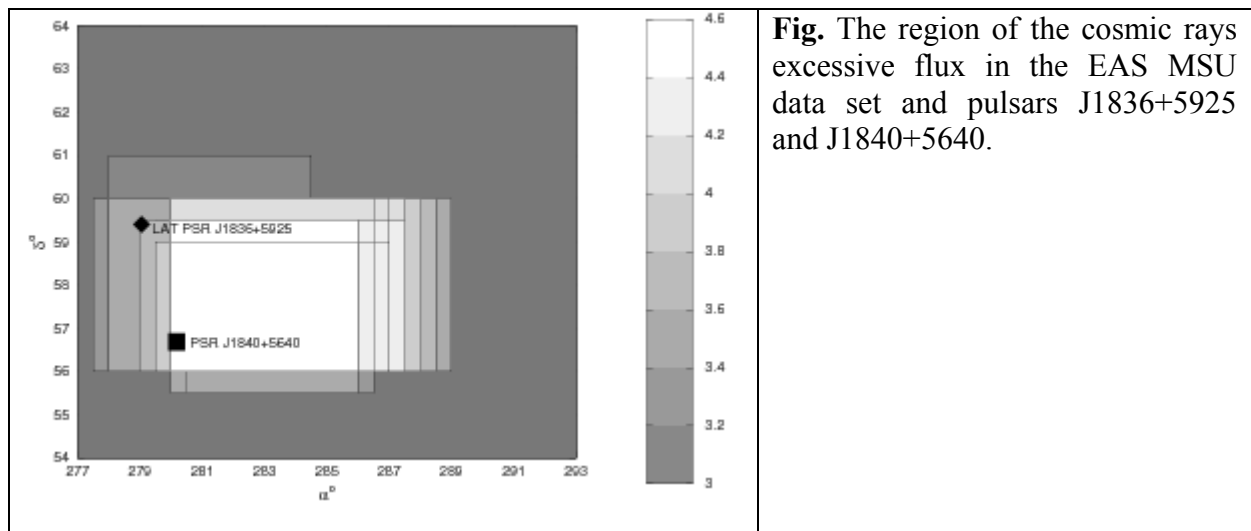 64
63
62
61
60
59
58
57
56
55
54
δ°
LAT PSR J1836+5925
PSR J1840+5640
277 279 281 283 285 287 289 291 293
α°
4.6
4.4
4.2
4
3.8
3.6
3.4
3.2
3
Fig. The region of the cosmic rays
excessive flux in the EAS MSU
data set and pulsars J1836+5925
and J1840+5640.